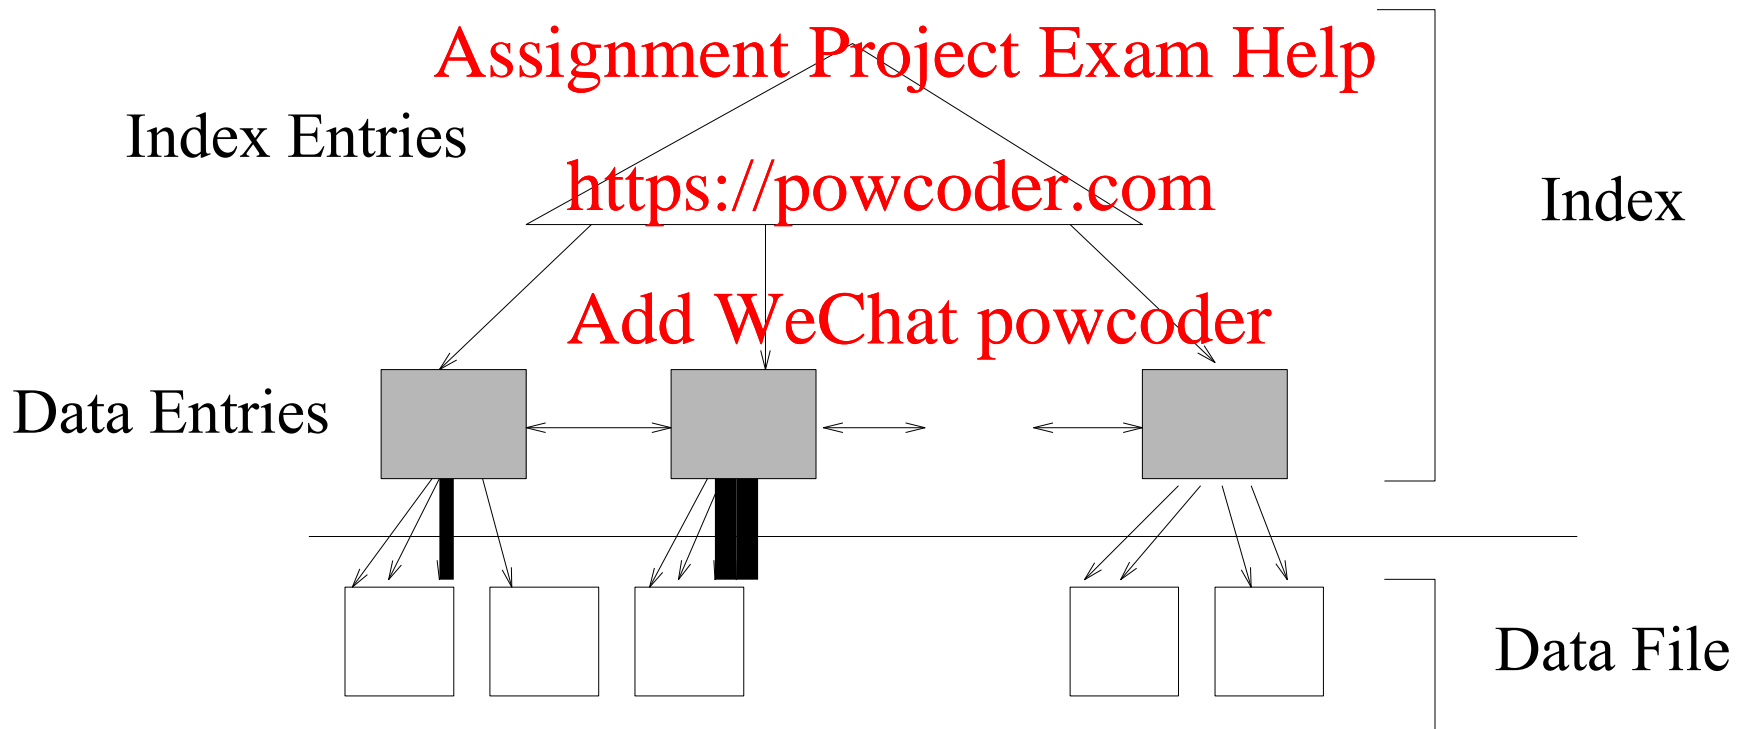 Assignment Project Exam Help
Index Entries
https://powcoder.com
Index
Add WeChat powcoder
Data Entries
Data File